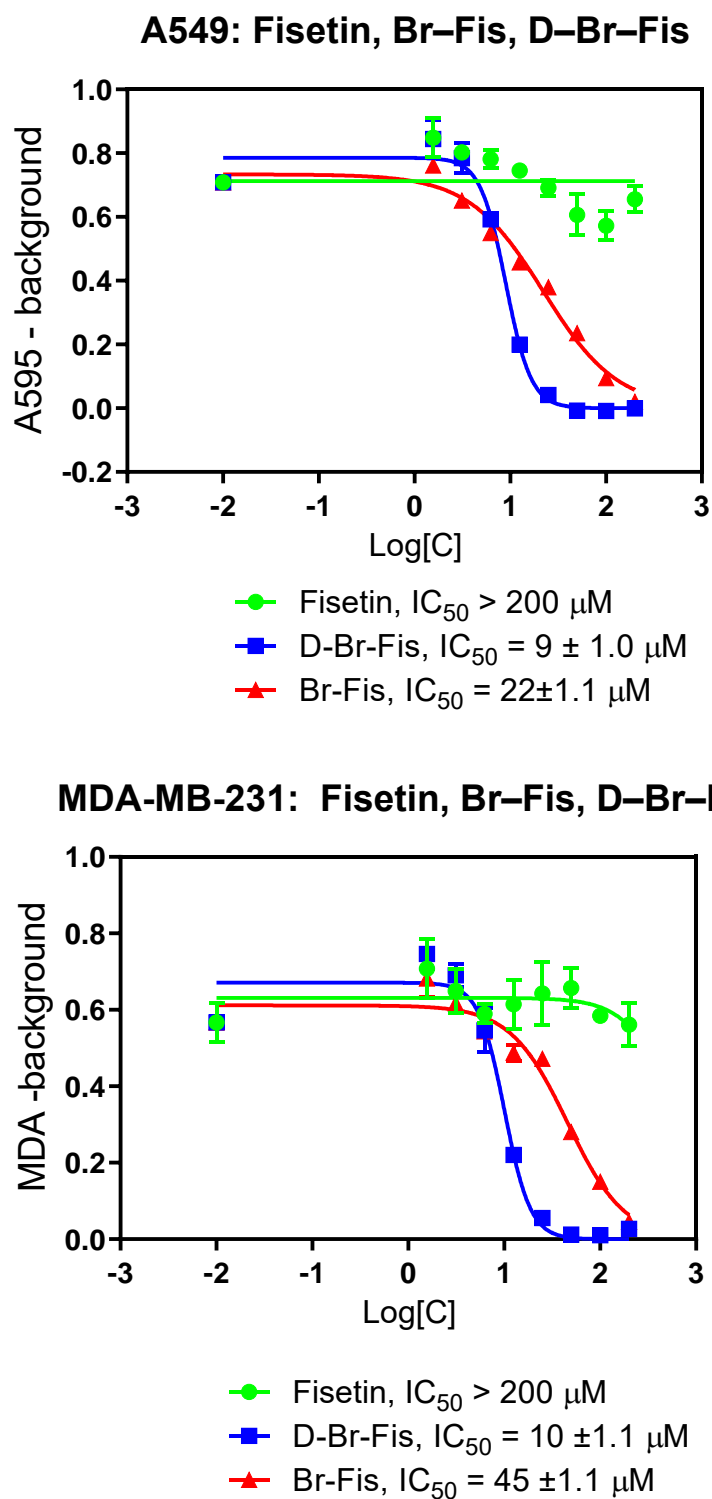 A549: Fisetin, Br–Fis, D–Br–Fis
A595 - background
1.0
0.8
0.6
0.4
0.2
0.0
-0.2
-3
-2
-1
0
1
2
3
Log[C]
Fisetin, IC50 > 200 μM
D-Br-Fis, IC50 = 9 ± 1.0 μM
Br-Fis, IC50 = 22±1.1 μM
MDA-MB-231:  Fisetin, Br–Fis, D–Br–
MDA -background
1.0
0.8
0.6
0.4
0.2
0.0
-3
-2
-1
0
1
2
3
Log[C]
Fisetin, IC50 > 200 μM
D-Br-Fis, IC50 = 10 ±1.1 μM
Br-Fis, IC50 = 45 ±1.1 μM